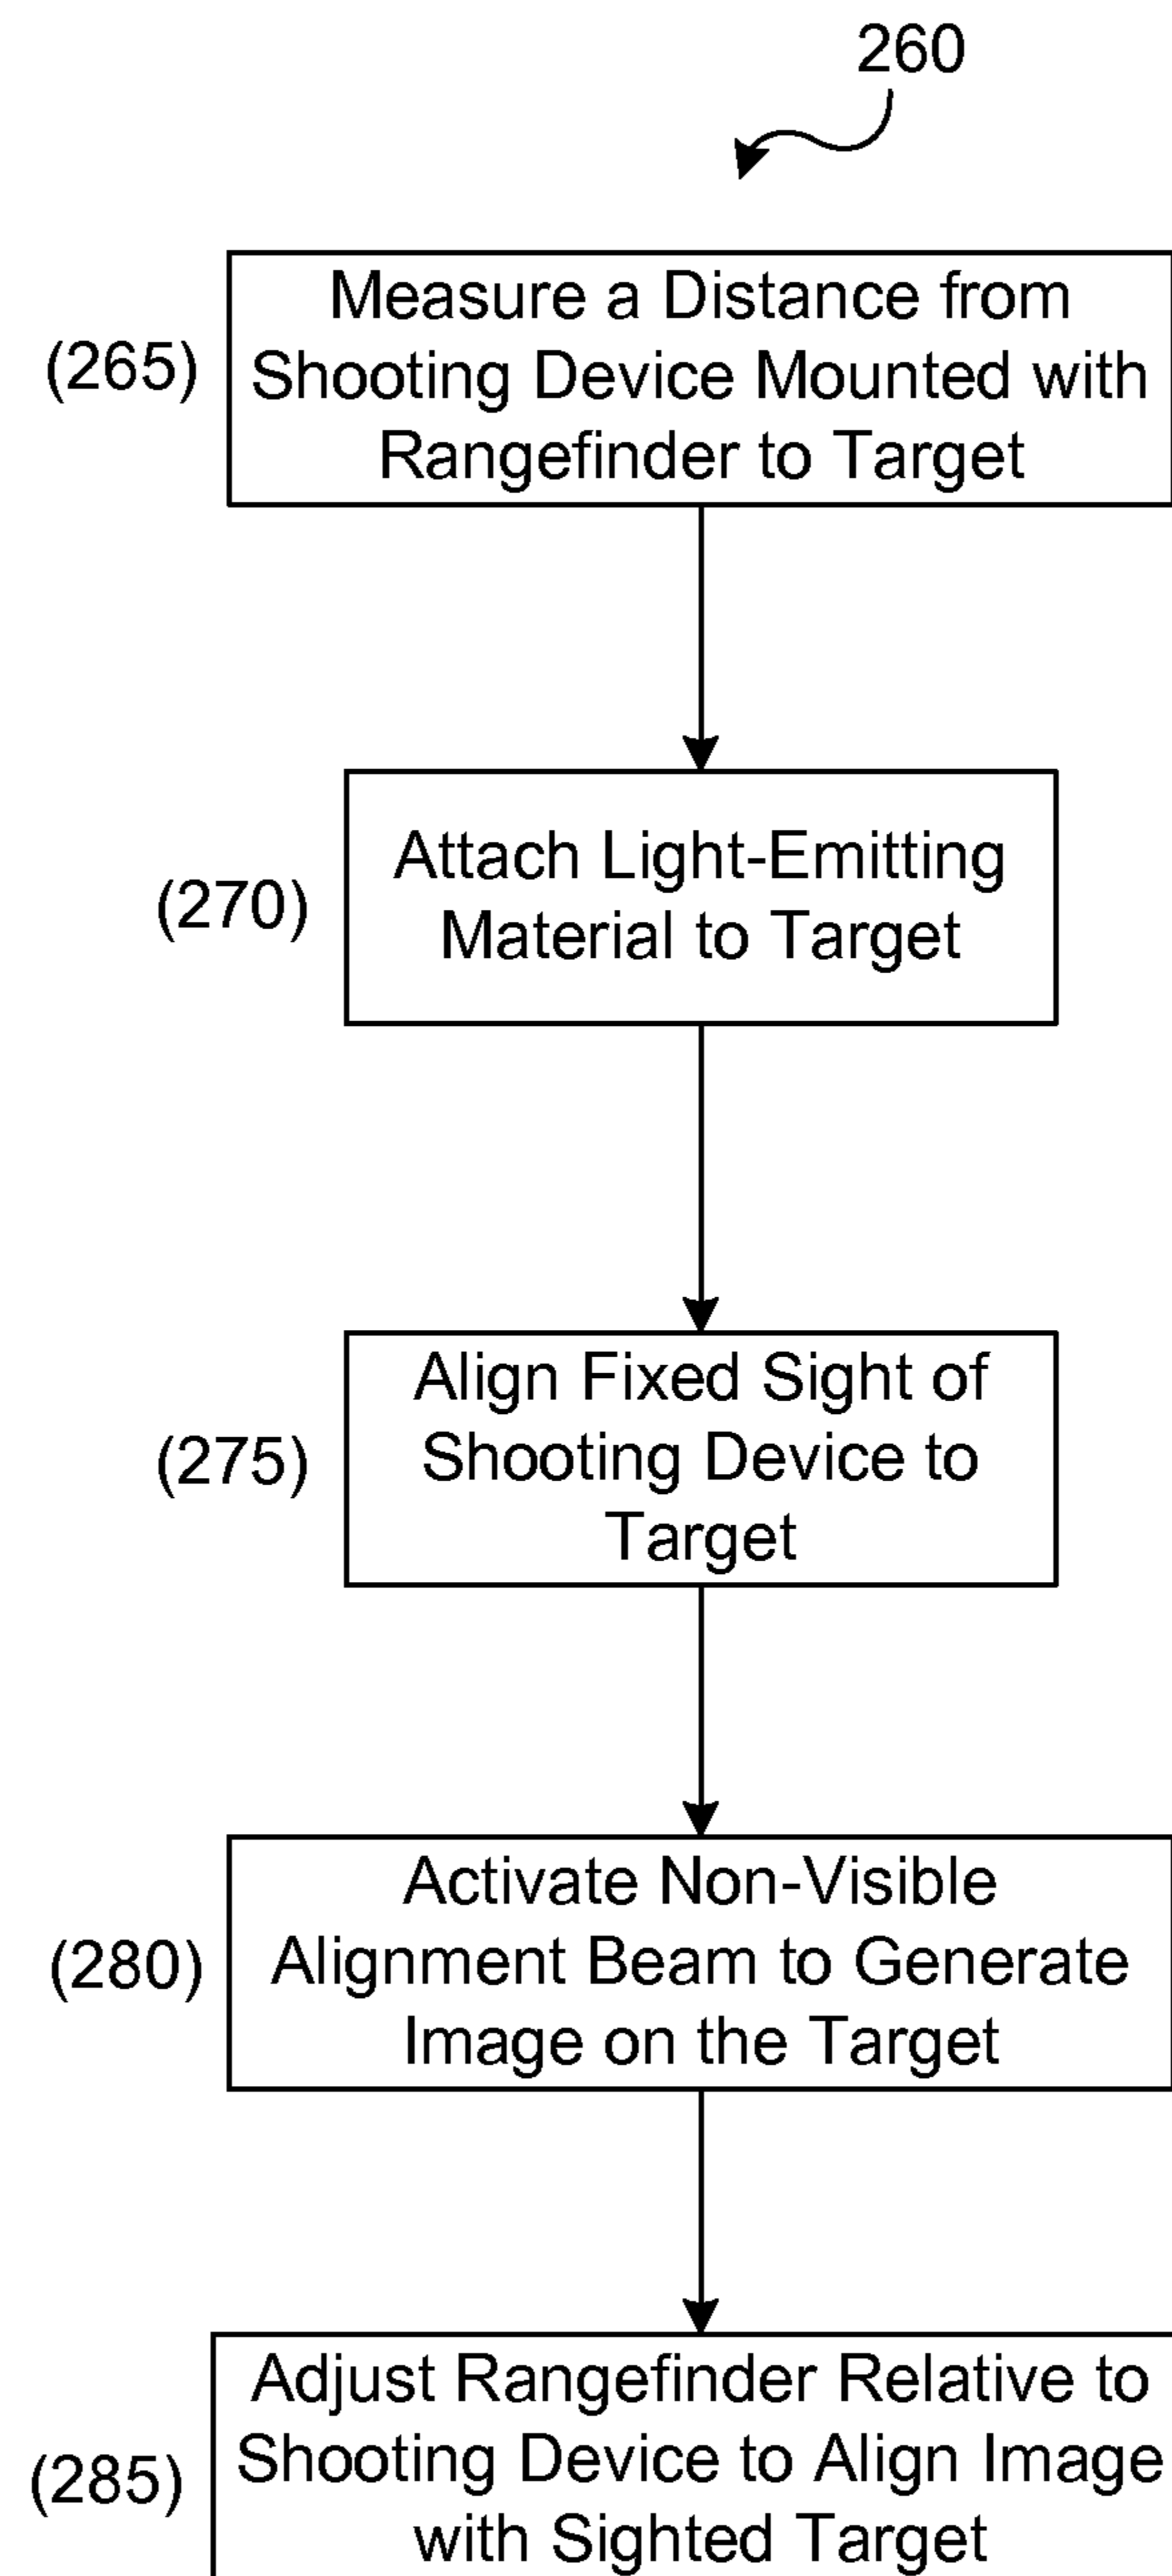 260
Measure a Distance from
(265)
Shooting Device Mounted with
Rangefinder to Target
Attach Light-Emitting
(270)
Material to Target
Align Fixed Sight of
(275)
Shooting Device to
Target
Activate Non-Visible
(280)
Alignment Beam to Generate
Image on the Target
Adjust Rangefinder Relative to
(285)
Shooting Device to Align Image
with Sighted Target